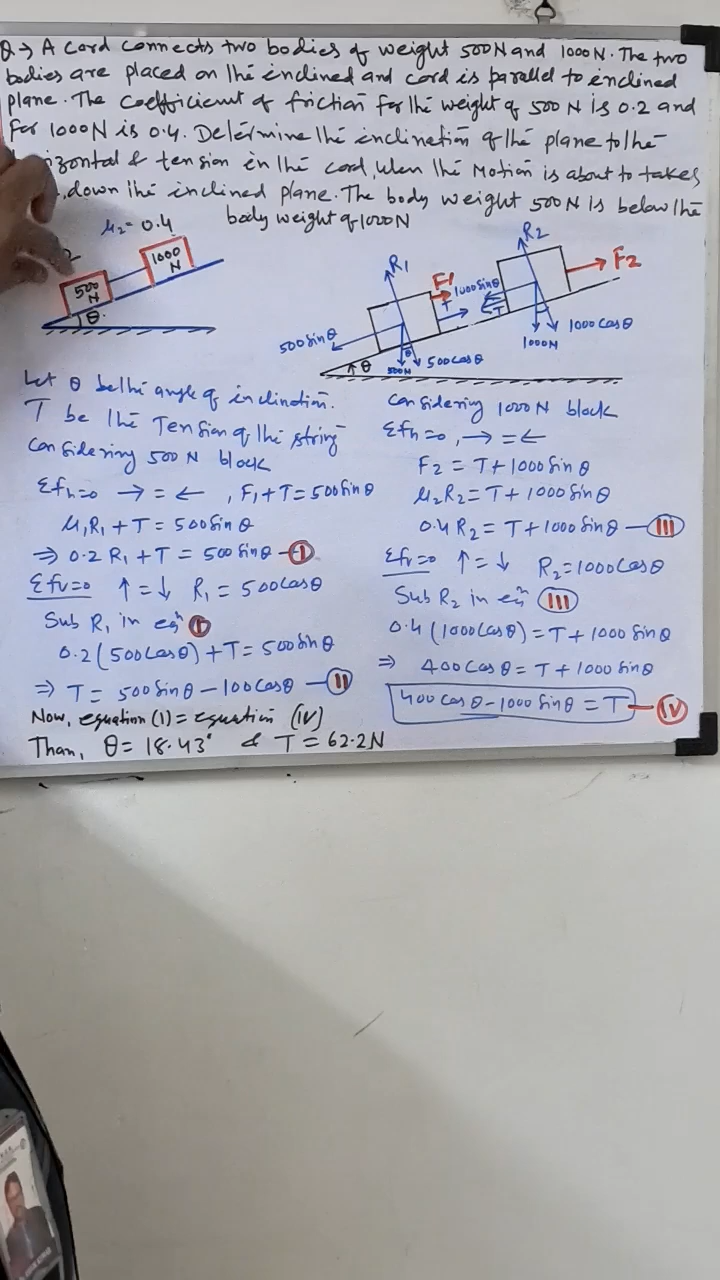 Q→ A Cord connects two bodies of weight 500N and 1000N. The two
bodies are placed on the inclined and cord is parallel to inclined
plane. The coefficient of friction for the weight of 500 N is 0.2 and
for 1000N is 0.4. Determine the inclination of the plane to the
izontal & tension in the cord, when the Motion is about to takes
, down the inclined plane. The body weight 500N is below the
body weight of 1000N
μ2 = 0.4
2
500 N
1000 N
θ
R1
F1
T
500 sinθ
θ
500N
500 cosθ
R2
F2
1000 sinθ
T
1000N
1000 cosθ
θ
Let θ be the angle of inclination.
T be the Tension of the string
Considering 500 N block
Σfh=0 → = ← , F1+T = 500 sinθ
μ1R1 + T = 500 sinθ
⇒ 0.2 R1 + T = 500 sinθ – I
Σfv=0 ↑ = ↓ R1 = 500 cosθ
Sub R1 in eqn I
0.2 (500 cosθ) + T = 500 sinθ
⇒ T = 500 sinθ – 100 cosθ – II
Now, equation (1) = equation (IV)
Than, θ = 18.43° & T = 62.2N
Considering 1000 N block
Σfh=0 , → = ←
F2 = T + 1000 sinθ
μ2R2 = T + 1000 sinθ
0.4 R2 = T + 1000 sinθ – III
Σfv=0 ↑ = ↓ R2 = 1000 cosθ
Sub R2 in eqn III
0.4 (1000 cosθ) = T + 1000 sinθ
⇒ 400 cosθ = T + 1000 sinθ
400 cosθ – 1000 sinθ = T – IV